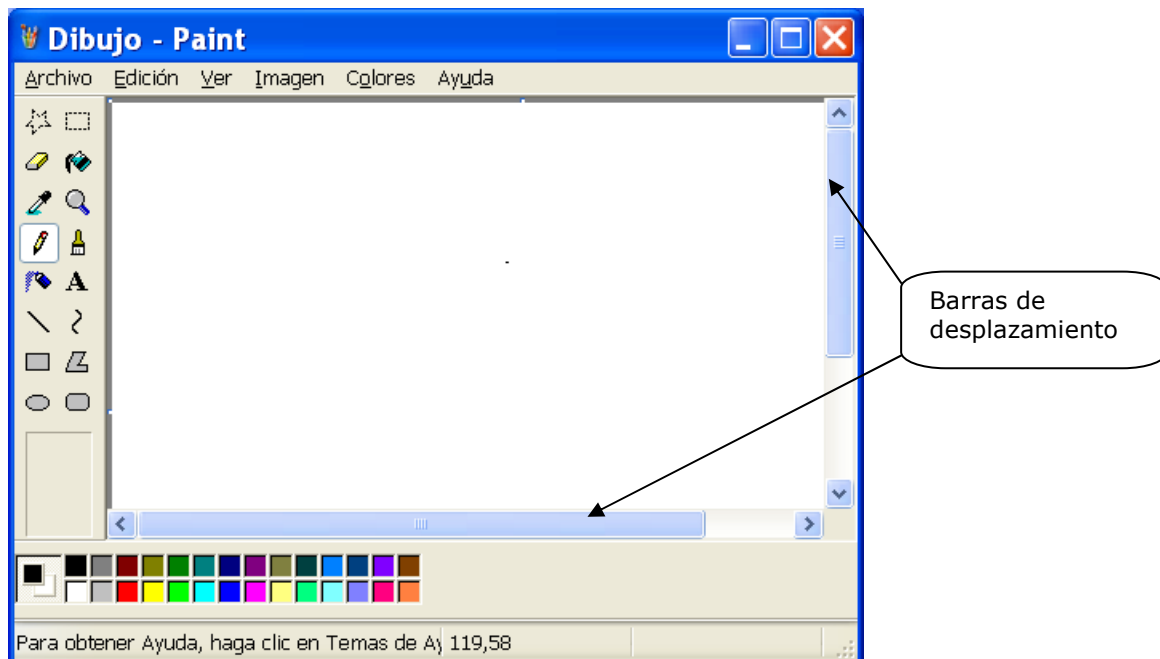 Dibujo - Paint
Archivo Edición Ver Imagen Colores Ayuda
A
Barras de
desplazamiento
Para obtener Ayuda, haga clic en Temas de Ay 119,58